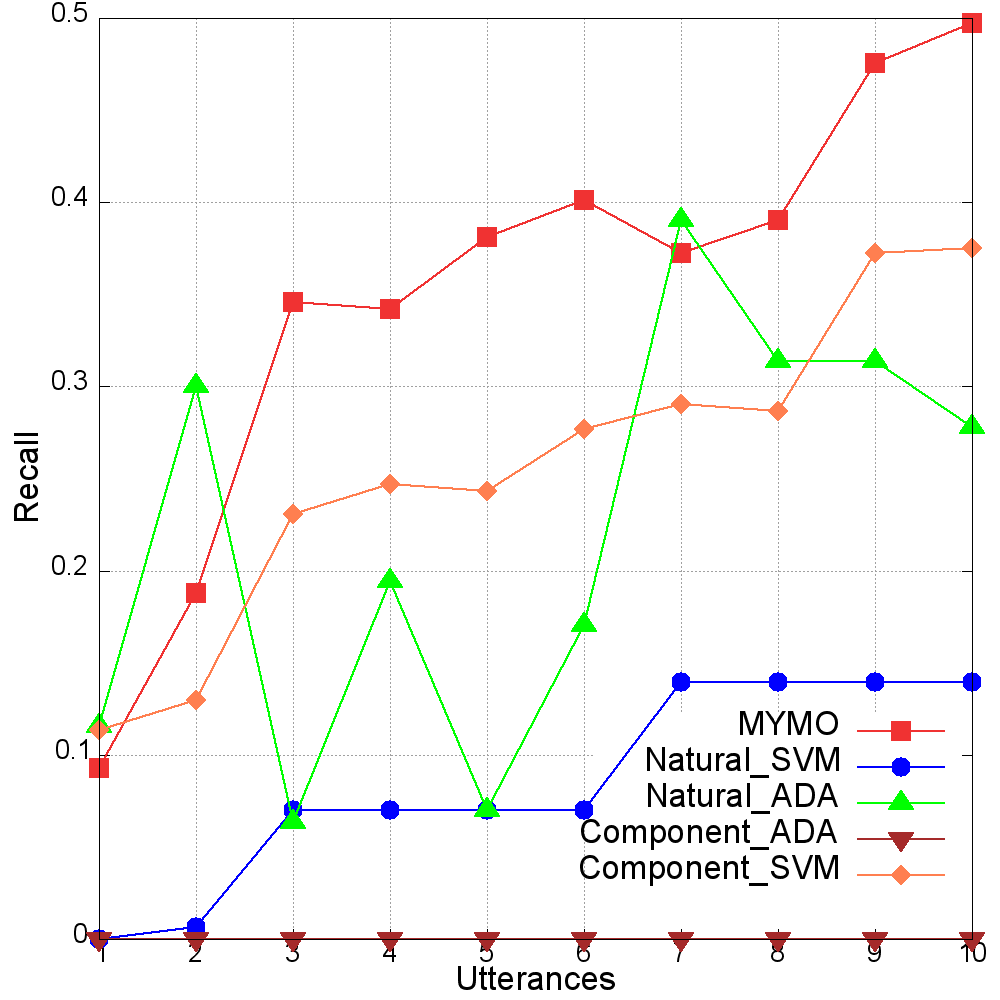 0.5
0.4
0.3
0.2
0.1
0
Recall
1 2 3 4 5 6 7 8 9 10
Utterances
MYMO
Natural_SVM
Natural_ADA
Component_ADA
Component_SVM